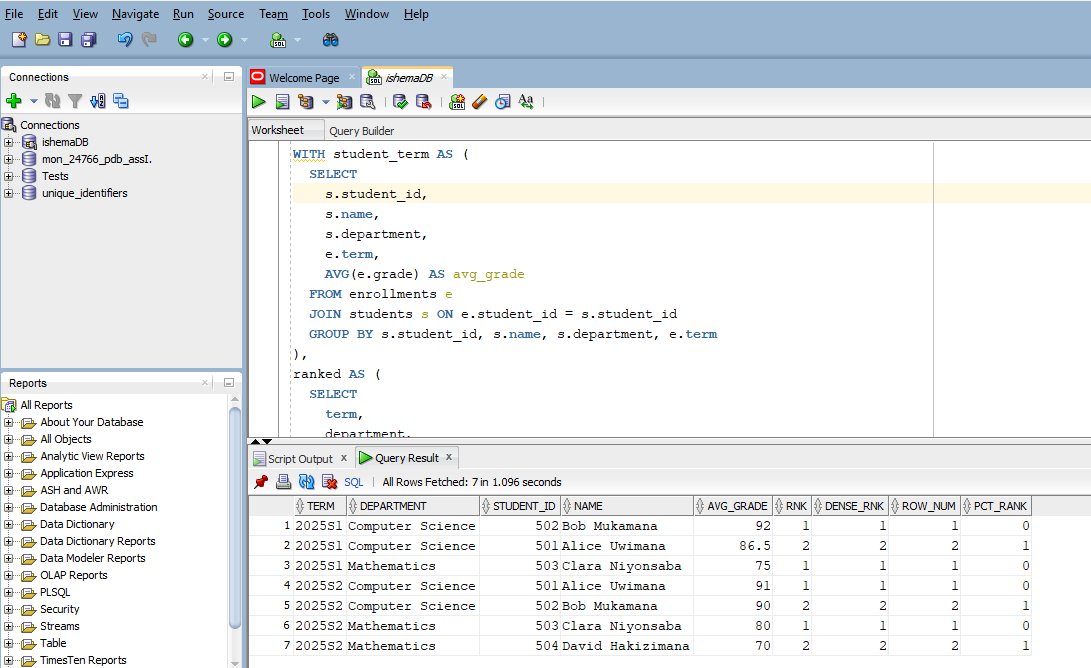 File Edit View Navigate Run Source Team Tools Window Help
Connections
Connections
ishemaDB
mon_24766_pdb_assI.
Tests
unique_identifiers
Reports
All Reports
About Your Database
All Objects
Analytic View Reports
Application Express
ASH and AWR
Database Administration
Data Dictionary
Data Dictionary Reports
Data Modeler Reports
OLAP Reports
PLSQL
Security
Streams
Table
TimesTen Reports
Welcome Page ishemaDB
Worksheet Query Builder
WITH student_term AS (
SELECT
s.student_id,
s.name,
s.department,
e.term,
AVG(e.grade) AS avg_grade
FROM enrollments e
JOIN students s ON e.student_id = s.student_id
GROUP BY s.student_id, s.name, s.department, e.term
),
ranked AS (
SELECT
term,
department,
Script Output x Query Result x
SQL All Rows Fetched: 7 in 1.096 seconds
TERM DEPARTMENT STUDENT_ID NAME AVG_GRADE RNK DENSE_RNK ROW_NUM PCT_RANK
1 2025S1 Computer Science 502 Bob Mukamana 92 1 1 1 0
2 2025S1 Computer Science 501 Alice Uwimana 86.5 2 2 2 1
3 2025S1 Mathematics 503 Clara Niyonsaba 75 1 1 1 0
4 2025S2 Computer Science 501 Alice Uwimana 91 1 1 1 0
5 2025S2 Computer Science 502 Bob Mukamana 90 2 2 2 1
6 2025S2 Mathematics 503 Clara Niyonsaba 80 1 1 1 0
7 2025S2 Mathematics 504 David Hakizimana 70 2 2 2 1